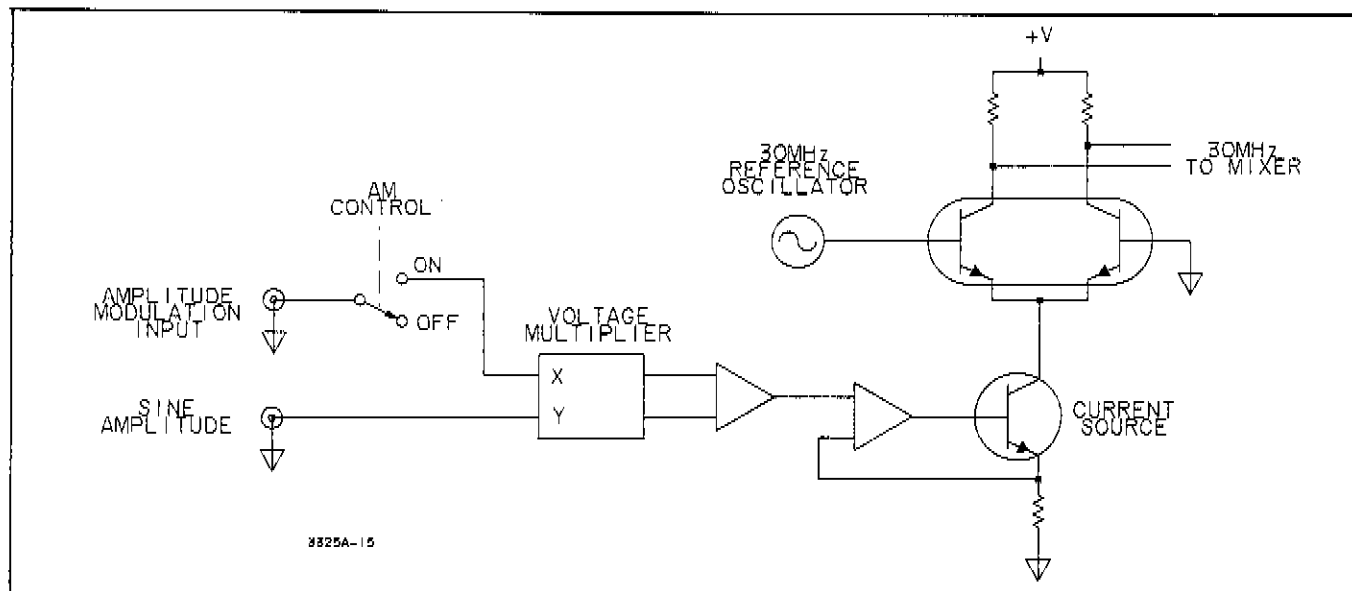 +V
30MHz
REFERENCE
OSCILLATOR
30MHz
TO MIXER
AM
CONTROL
ON
OFF
AMPLITUDE
MODULATION
INPUT
VOLTAGE
MULTIPLIER
X
Y
SINE
AMPLITUDE
CURRENT
SOURCE
3325A-15